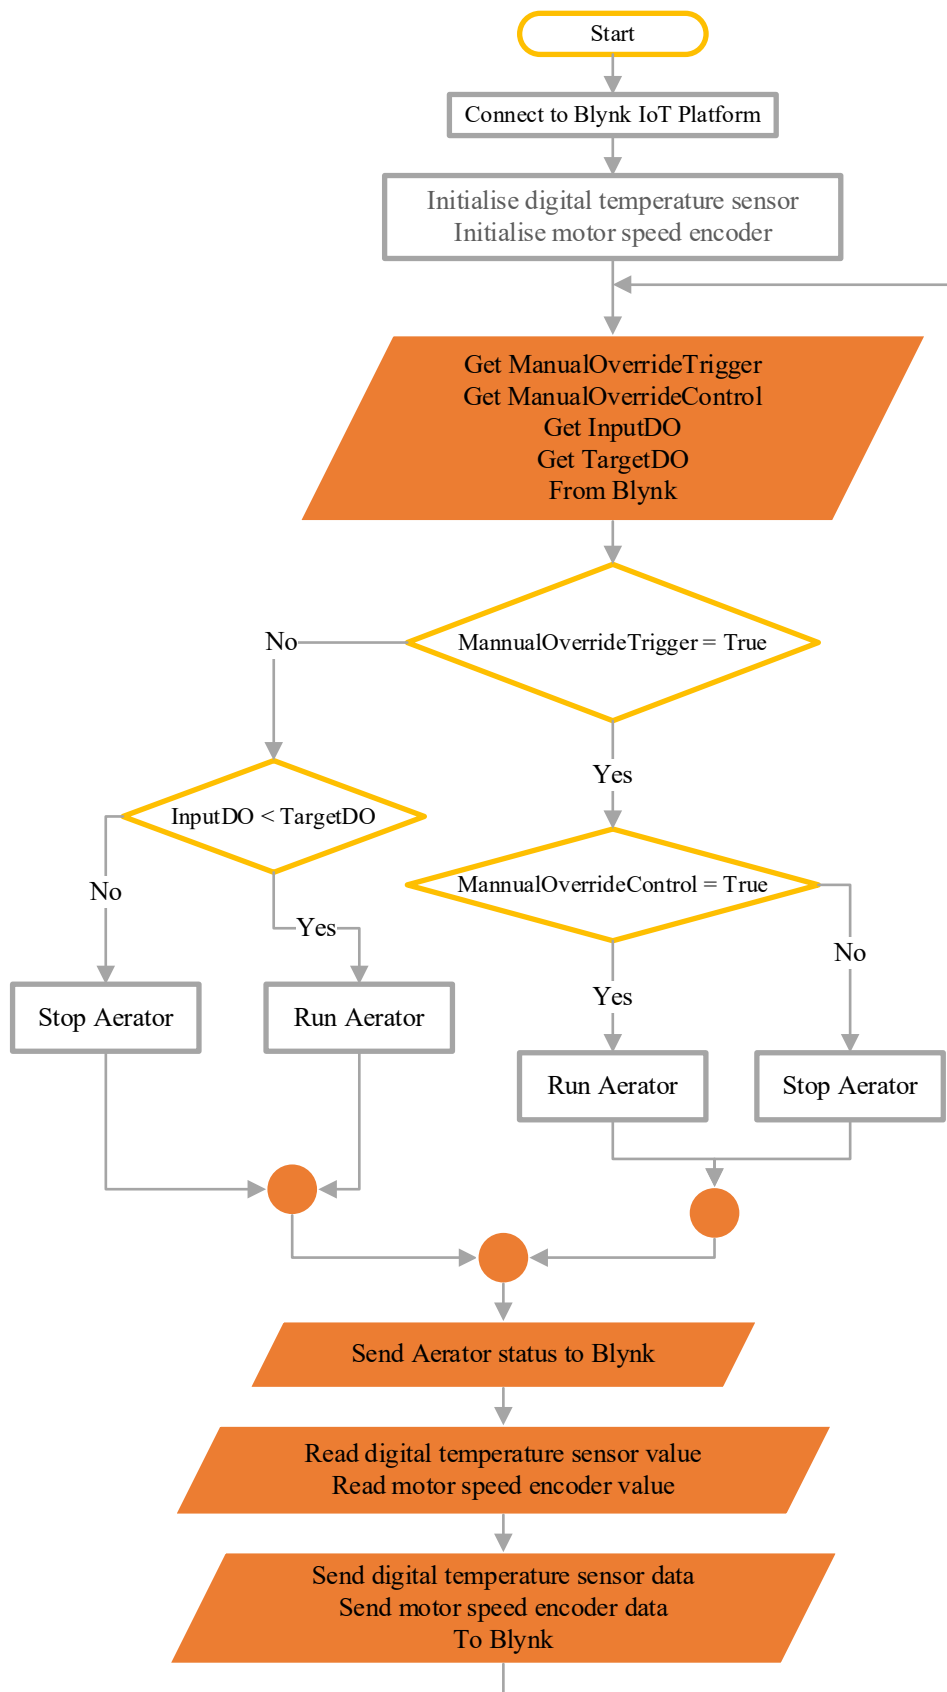 Start
Connect to Blynk IoT Platform
Initialise digital temperature sensor
Initialise motor speed encoder
Get ManualOverrideTrigger
Get ManualOverrideControl
Get InputDO
Get TargetDO
From Blynk
No
MannualOverrideTrigger = True
Yes
InputDO < TargetDO
MannualOverrideControl = True
No
Yes
No
Yes
Stop Aerator
Run Aerator
Run Aerator
Stop Aerator
Send Aerator status to Blynk
Read digital temperature sensor value
Read motor speed encoder value
Send digital temperature sensor data
Send motor speed encoder data
To Blynk